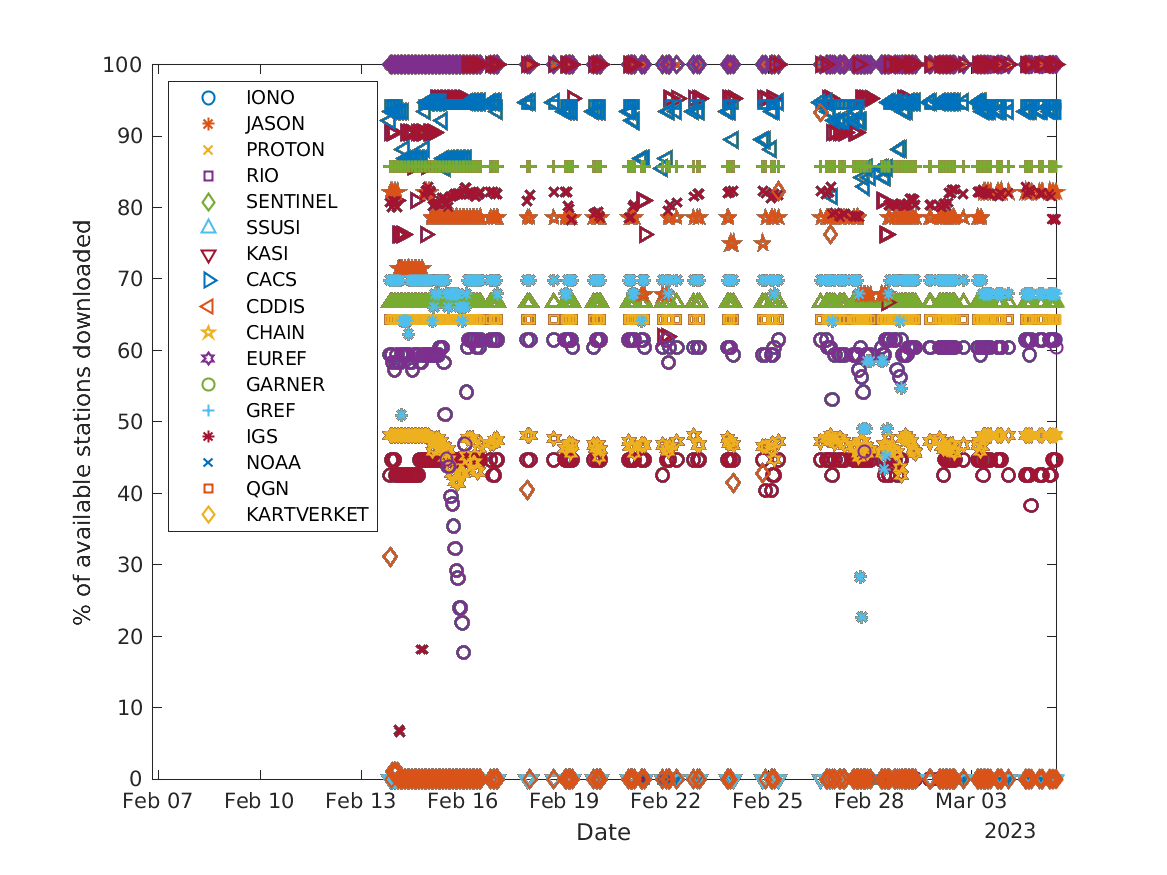 100
90
80
70
60
50
40
30
20
10
0
% of available stations downloaded
IONO
JASON
PROTON
RIO
SENTINEL
SSUSI
KASI
CACS
CDDIS
CHAIN
EUREF
GARNER
GREF
IGS
NOAA
QGN
KARTVERKET
Feb 07 Feb 10 Feb 13 Feb 16 Feb 19 Feb 22 Feb 25 Feb 28 Mar 03
Date
2023